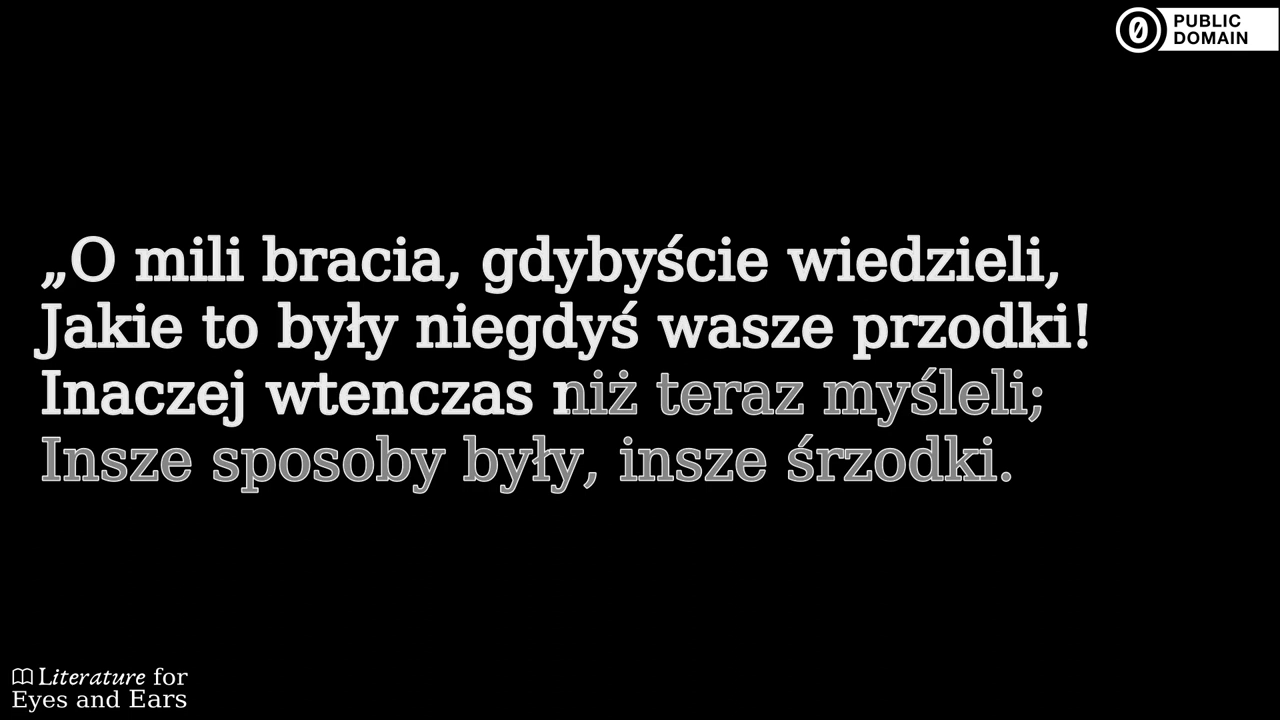 PUBLIC
DOMAIN
„O mili bracia, gdybyście wiedzieli,
Jakie to były niegdyś wasze przodki!
Inaczej wtenczas niż teraz myśleli;
Insze sposoby były, insze śrzodki.
Literature for
Eyes and Ears